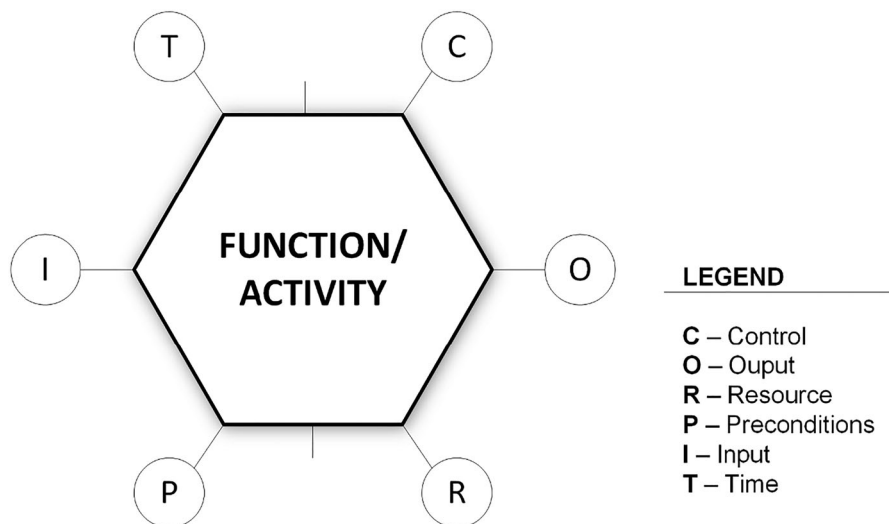 T
C
I
FUNCTION/
ACTIVITY
O
P
R
LEGEND
C – Control
O – Ouput
R – Resource
P – Preconditions
I – Input
T – Time